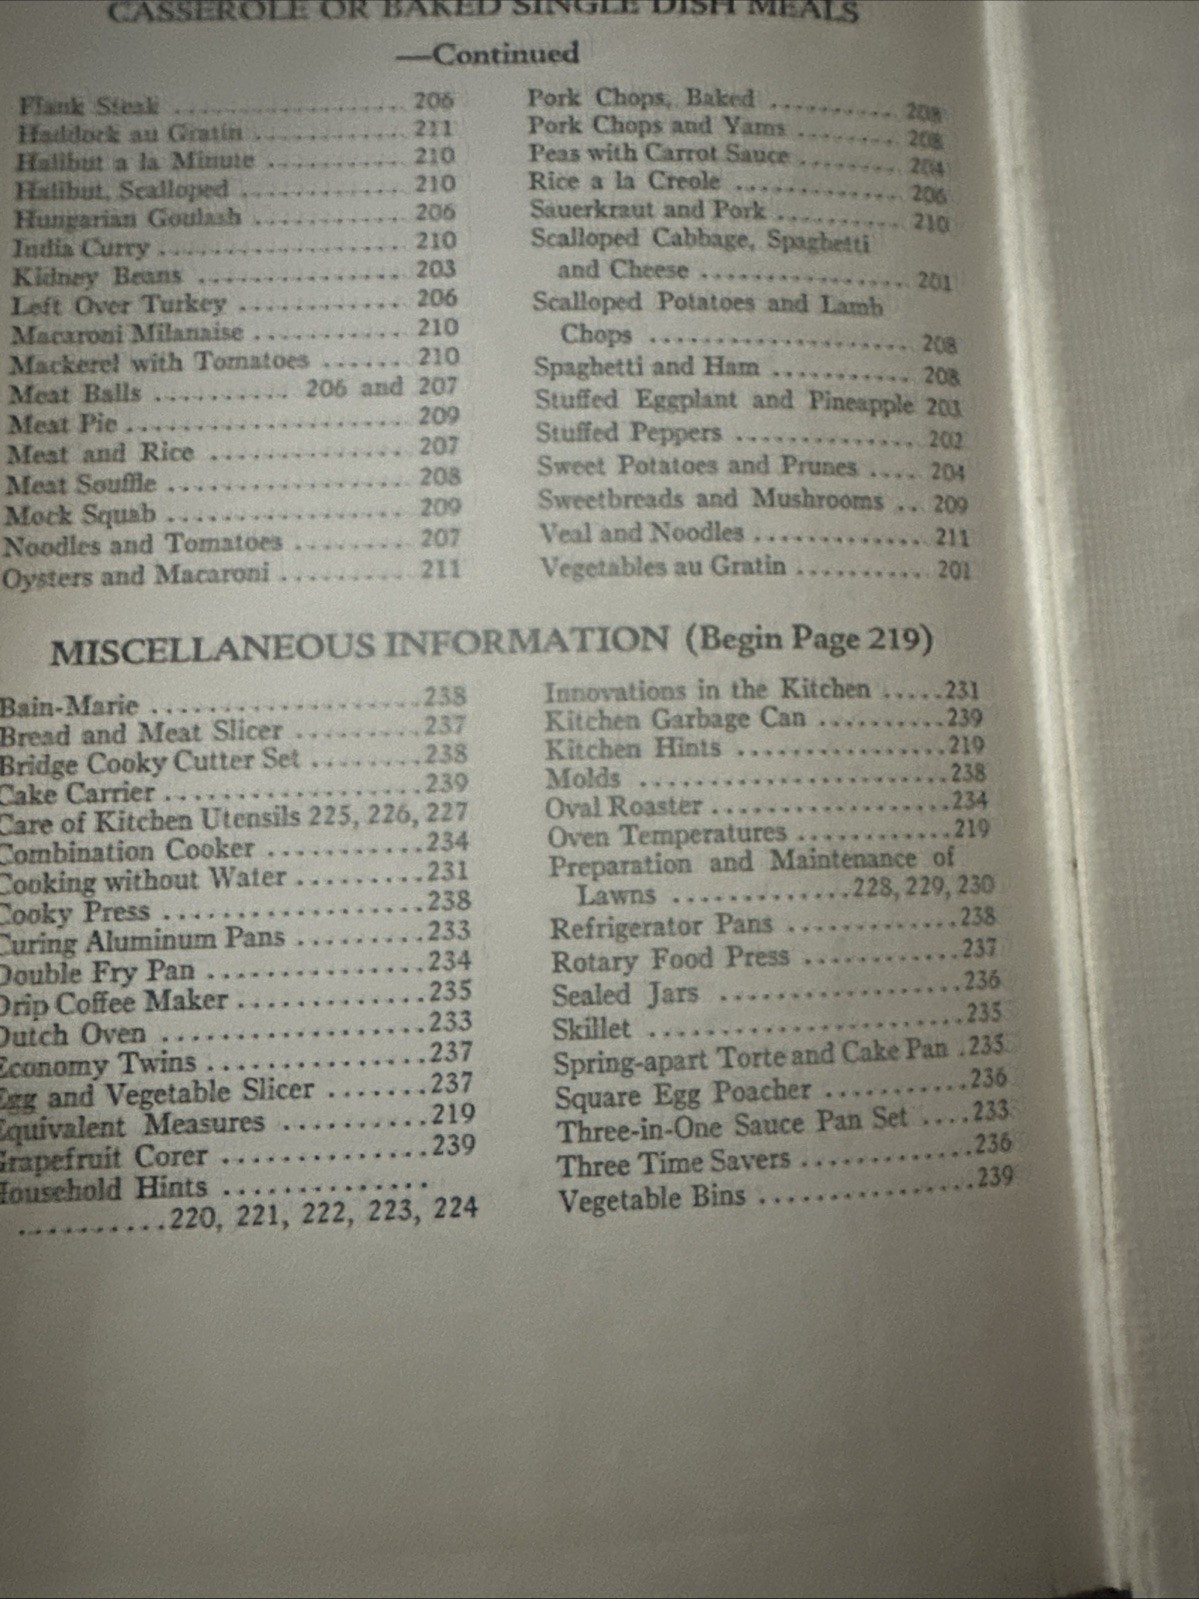 CASSEROLE OR BAKED SINGLE DISH MEALS
—Continued
Flank Steak .................. 206
Haddock au Gratin ............ 211
Halibut a la Minute ........... 210
Halibut, Scalloped ............. 210
Hungarian Goulash ............ 206
India Curry ................... 210
Kidney Beans ................ 203
Left Over Turkey ............. 206
Macaroni Milanaise ............ 210
Mackerel with Tomatoes ...... 210
Meat Balls .......... 206 and 207
Meat Pie ...................... 209
Meat and Rice ............... 207
Meat Souffle .................. 208
Mock Squab .................. 209
Noodles and Tomatoes ........ 207
Oysters and Macaroni .......... 211
Pork Chops, Baked .......... 208
Pork Chops and Yams ........ 208
Peas with Carrot Sauce ........ 204
Rice a la Creole ............. 206
Sauerkraut and Pork .......... 210
Scalloped Cabbage, Spaghetti
and Cheese ................. 201
Scalloped Potatoes and Lamb
Chops ..................... 208
Spaghetti and Ham ........... 208
Stuffed Eggplant and Pineapple 203
Stuffed Peppers ............... 202
Sweet Potatoes and Prunes .... 204
Sweetbreads and Mushrooms .. 209
Veal and Noodles ............. 211
Vegetables au Gratin ........... 201
MISCELLANEOUS INFORMATION (Begin Page 219)
Bain-Marie .....................238
Bread and Meat Slicer .........237
Bridge Cooky Cutter Set ........238
Cake Carrier ...................239
Care of Kitchen Utensils 225, 226, 227
Combination Cooker ............234
Cooking without Water ..........231
Cooky Press ...................238
Curing Aluminum Pans .........233
Double Fry Pan ................234
Drip Coffee Maker .............235
Dutch Oven ...................233
Economy Twins ................237
Egg and Vegetable Slicer .......237
Equivalent Measures ..........219
Grapefruit Corer ...............239
Household Hints ..............
...........220, 221, 222, 223, 224
Innovations in the Kitchen .....231
Kitchen Garbage Can ..........239
Kitchen Hints ................219
Molds .......................238
Oval Roaster .................234
Oven Temperatures ............219
Preparation and Maintenance of
Lawns .............228, 229, 230
Refrigerator Pans .............238
Rotary Food Press ............237
Sealed Jars ..................236
Skillet .......................235
Spring-apart Torte and Cake Pan .235
Square Egg Poacher ..........236
Three-in-One Sauce Pan Set ....233
Three Time Savers .............236
Vegetable Bins ................239